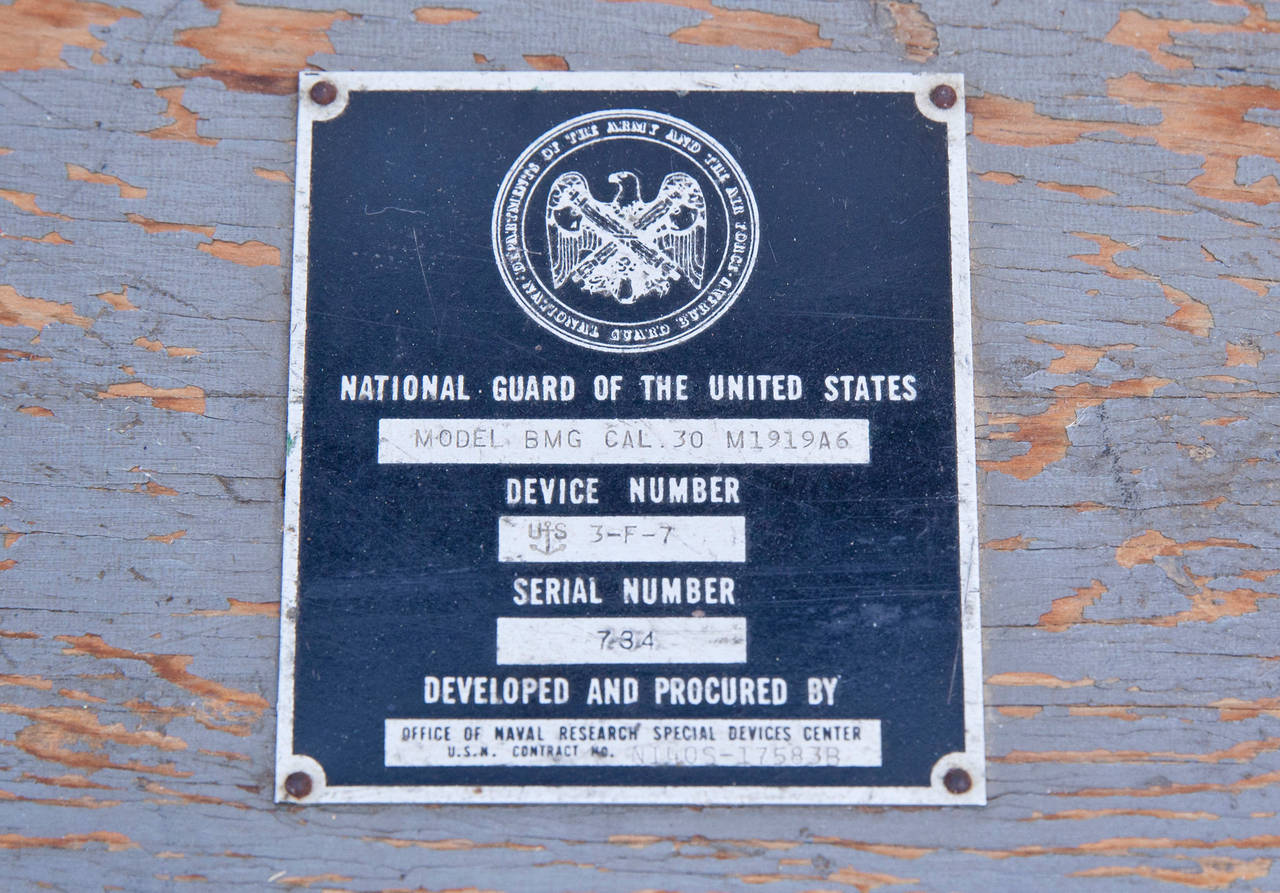 DEPARTMENTS OF THE ARMY AND THE AIR FORCE
NATIONAL GUARD BUREAU
NATIONAL GUARD OF THE UNITED STATES
MODEL BMG CAL.30 M1919A6
DEVICE NUMBER
US 3-F-7
SERIAL NUMBER
734
DEVELOPED AND PROCURED BY
OFFICE OF NAVAL RESEARCH SPECIAL DEVICES CENTER
U.S.N. CONTRACT NO.